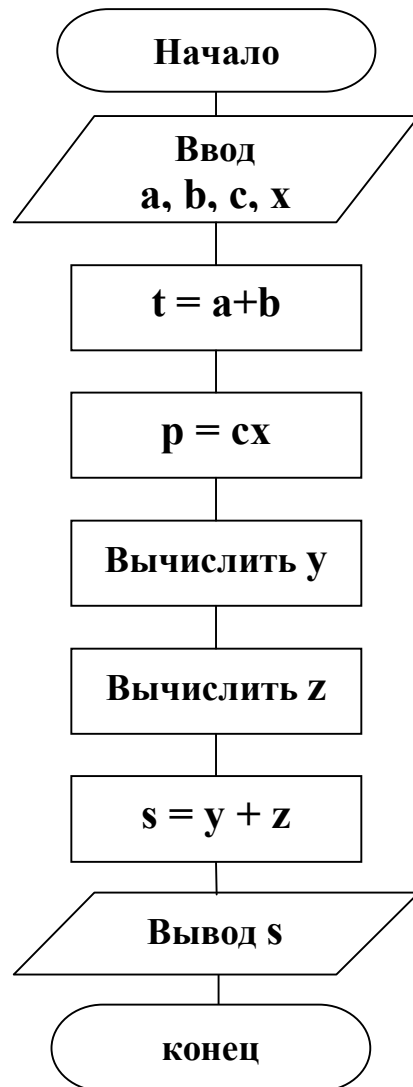 Начало
Ввод
a, b, c, x
t = a+b
p = cx
Вычислить y
Вычислить z
s = y + z
Вывод s
конец